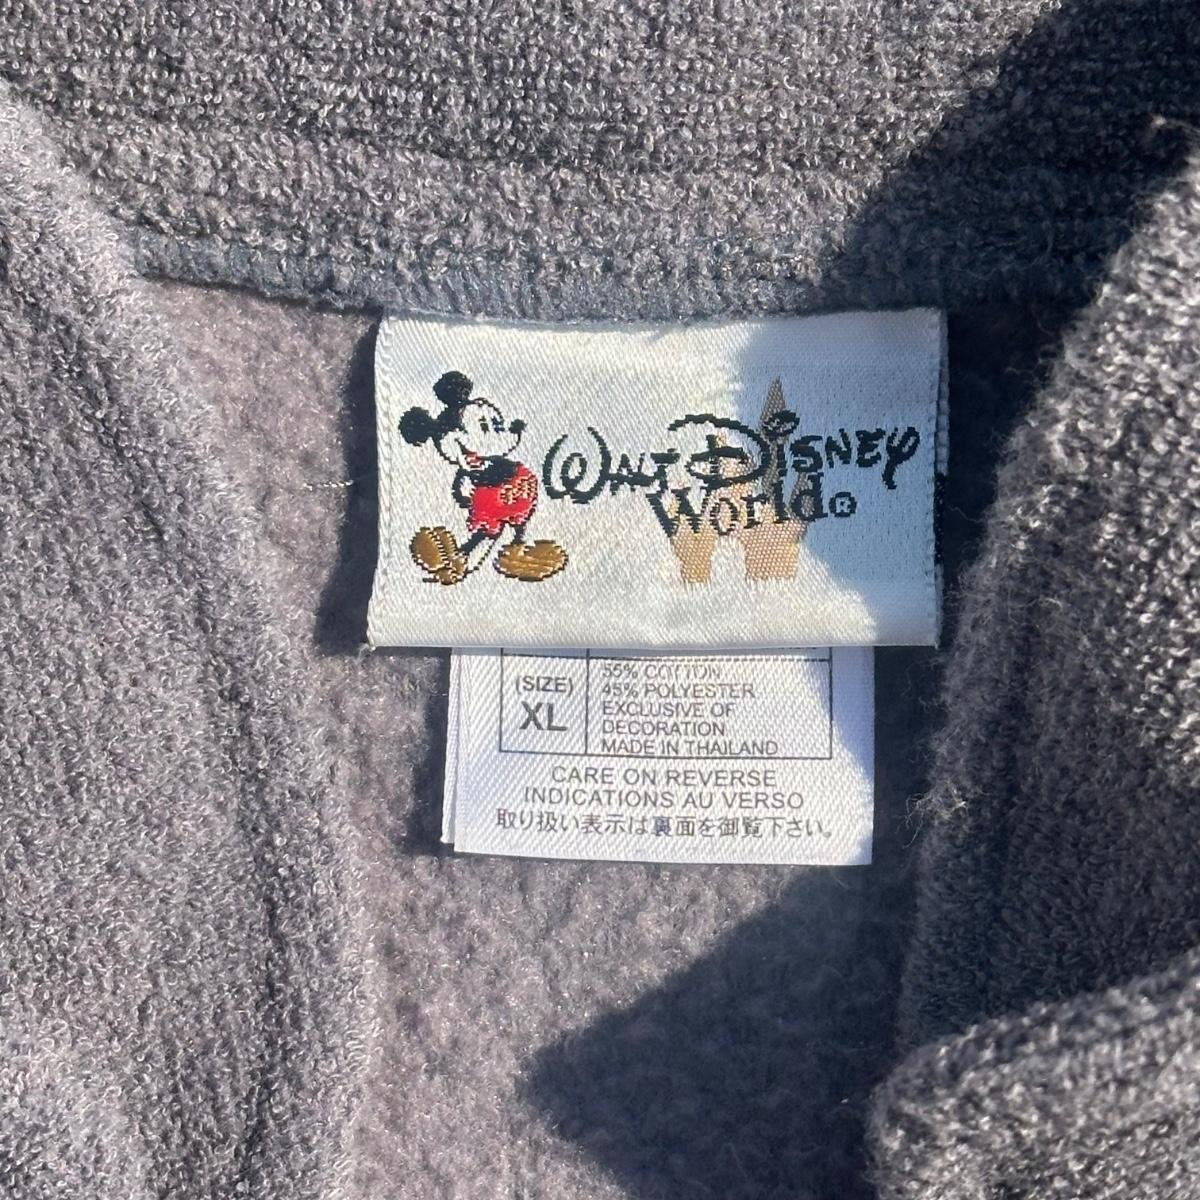 WALT DISNEY
World®
(SIZE)
XL
55% COTTON
45% POLYESTER
EXCLUSIVE OF
DECORATION
MADE IN THAILAND
CARE ON REVERSE
INDICATIONS AU VERSO
取り扱い表示は裏面を御覧下さい。